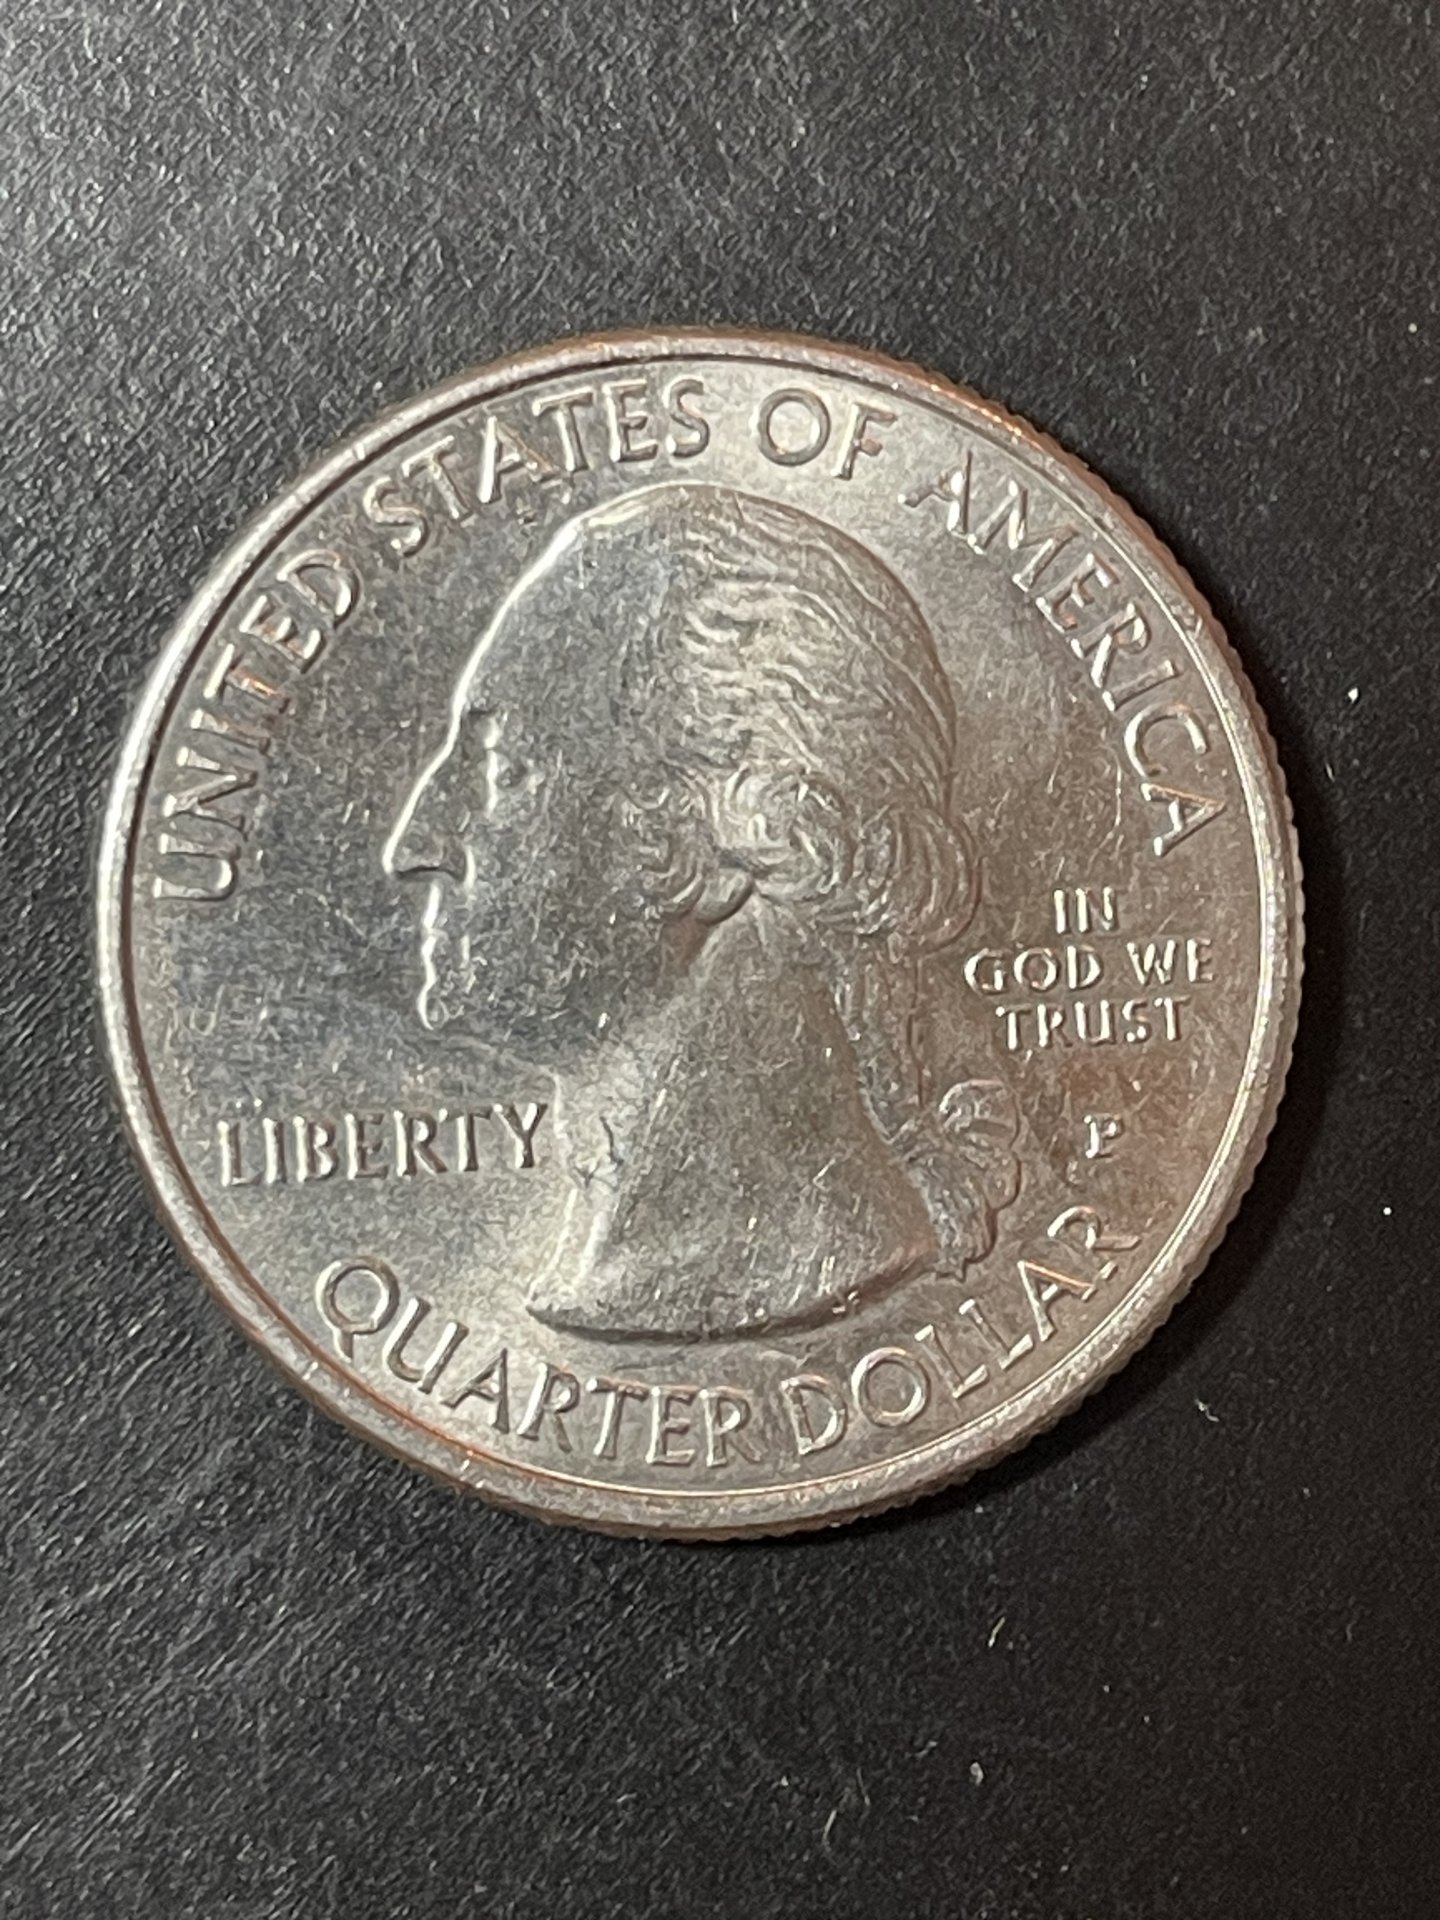 UNITED STATES OF AMERICA
IN
GOD WE
TRUST
P
LIBERTY
QUARTER DOLLAR